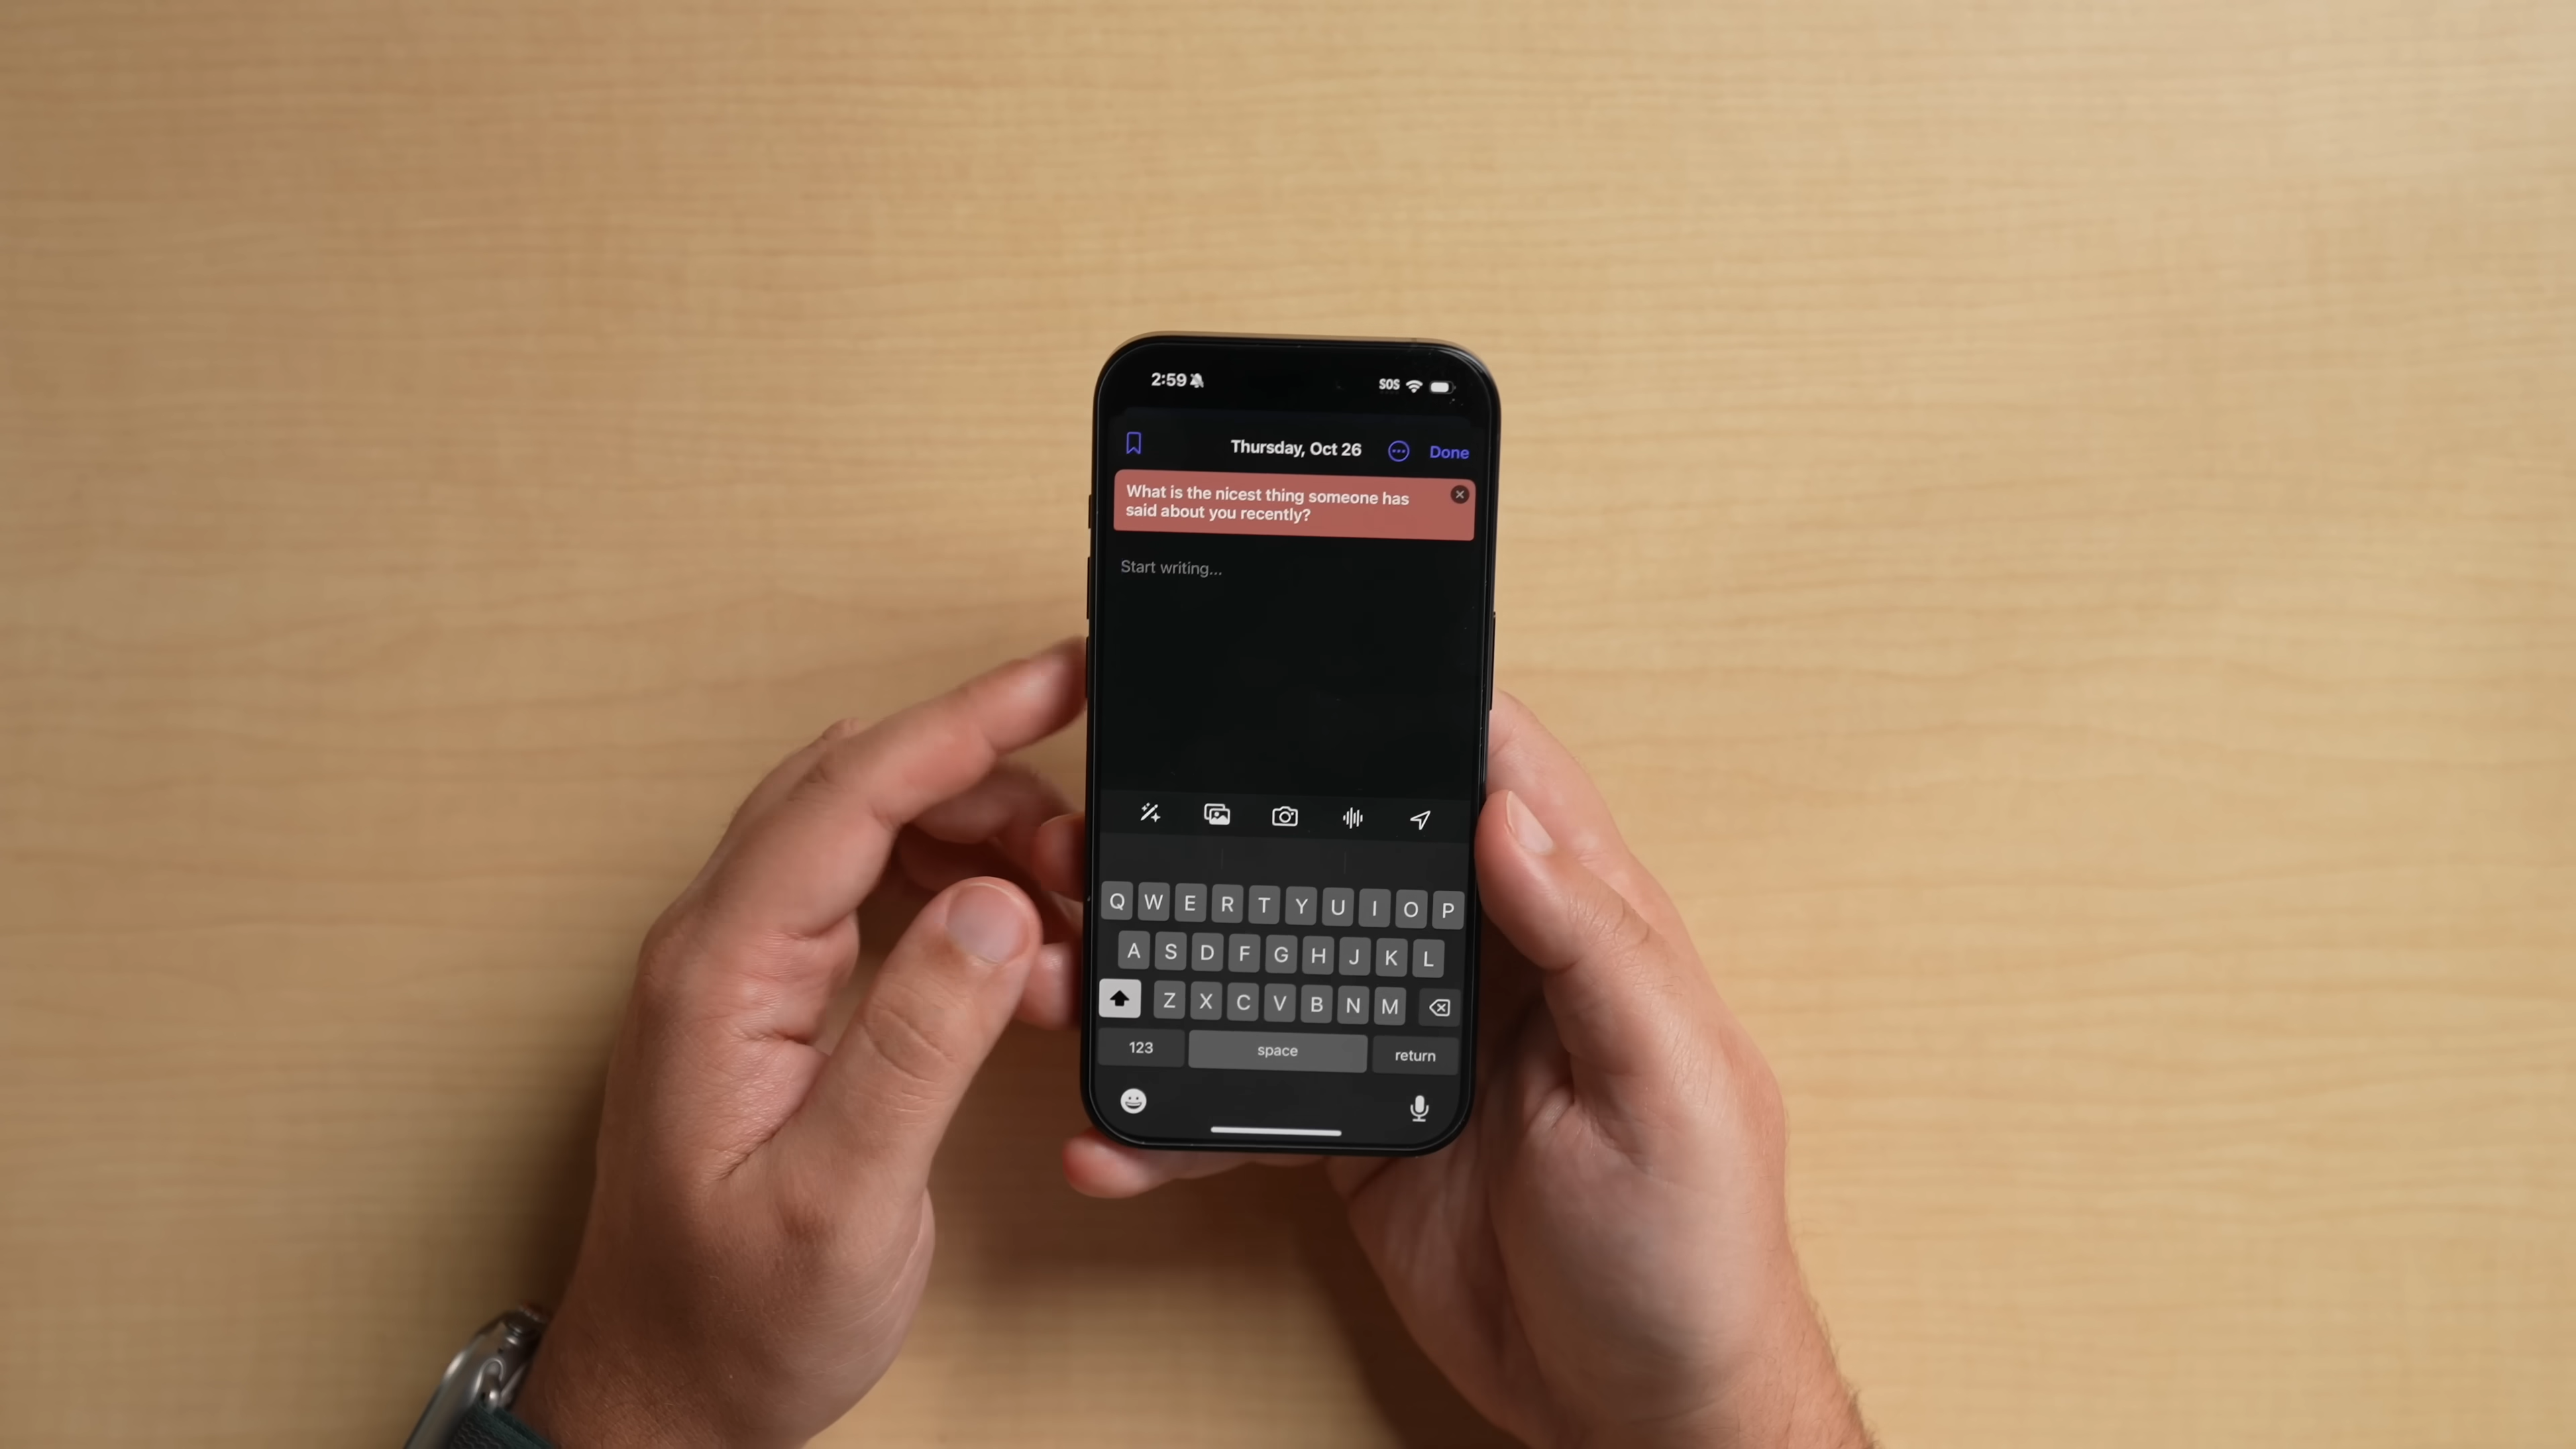 2:59
SOS
Thursday, Oct 26
Done
What is the nicest thing someone has
said about you recently?
Start writing...
Q W E R T Y U I O P
A S D F G H J K L
Z X C V B N M
123 space return